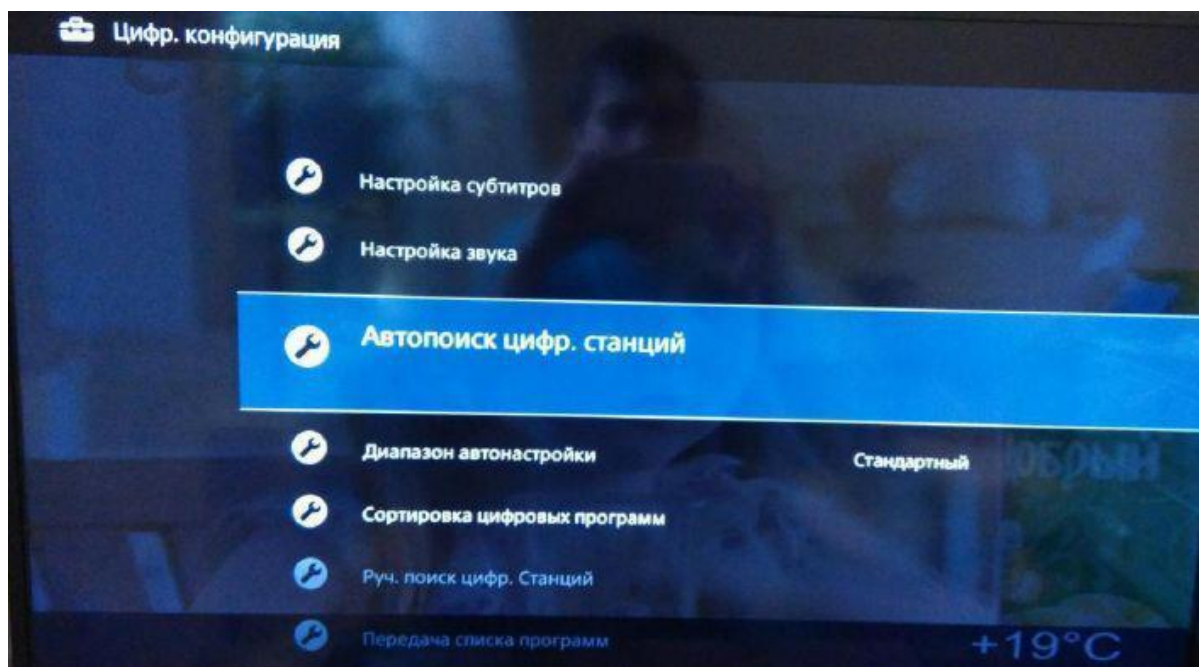 Цифр. конфигурация
Настройка субтитров
Настройка звука
Автопоиск цифр. станций
Диапазон автонастройки Стандартный
Сортировка цифровых программ
Руч. поиск цифр. Станций
Передача списка программ
+19°C